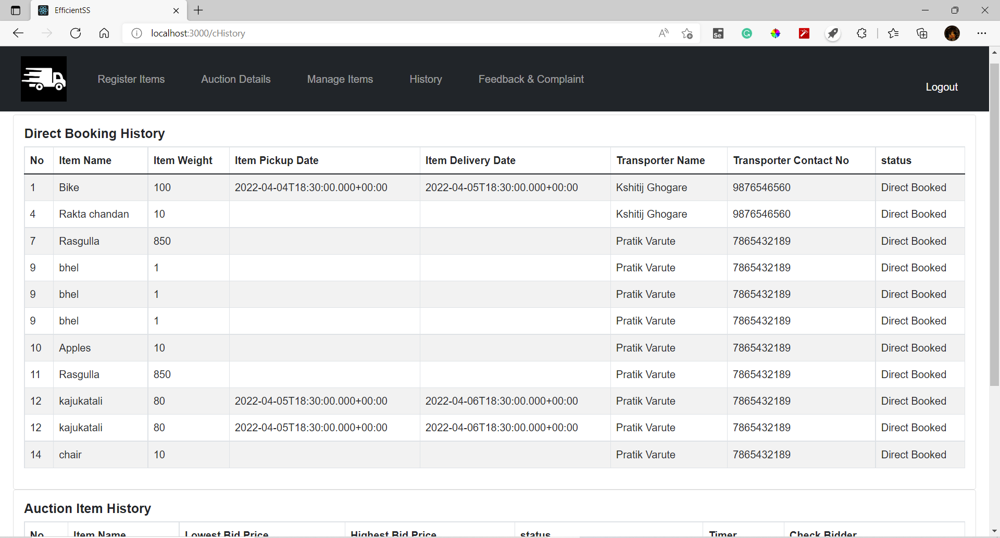 EfficientSS
localhost:3000/cHistory
Se
G
Register Items Auction Details Manage Items History Feedback & Complaint
Logout
Direct Booking History
No Item Name Item Weight Item Pickup Date Item Delivery Date Transporter Name Transporter Contact No status
1 Bike 100 2022-04-04T18:30:00.000+00:00 2022-04-05T18:30:00.000+00:00 Kshitij Ghogare 9876546560 Direct Booked
4 Rakta chandan 10 Kshitij Ghogare 9876546560 Direct Booked
7 Rasgulla 850 Pratik Varute 7865432189 Direct Booked
9 bhel 1 Pratik Varute 7865432189 Direct Booked
9 bhel 1 Pratik Varute 7865432189 Direct Booked
9 bhel 1 Pratik Varute 7865432189 Direct Booked
10 Apples 10 Pratik Varute 7865432189 Direct Booked
11 Rasgulla 850 Pratik Varute 7865432189 Direct Booked
12 kajukatali 80 2022-04-05T18:30:00.000+00:00 2022-04-06T18:30:00.000+00:00 Pratik Varute 7865432189 Direct Booked
12 kajukatali 80 2022-04-05T18:30:00.000+00:00 2022-04-06T18:30:00.000+00:00 Pratik Varute 7865432189 Direct Booked
14 chair 10 Pratik Varute 7865432189 Direct Booked
Auction Item History
No Item Name Lowest Bid Price Highest Bid Price status Timer Check Bidder